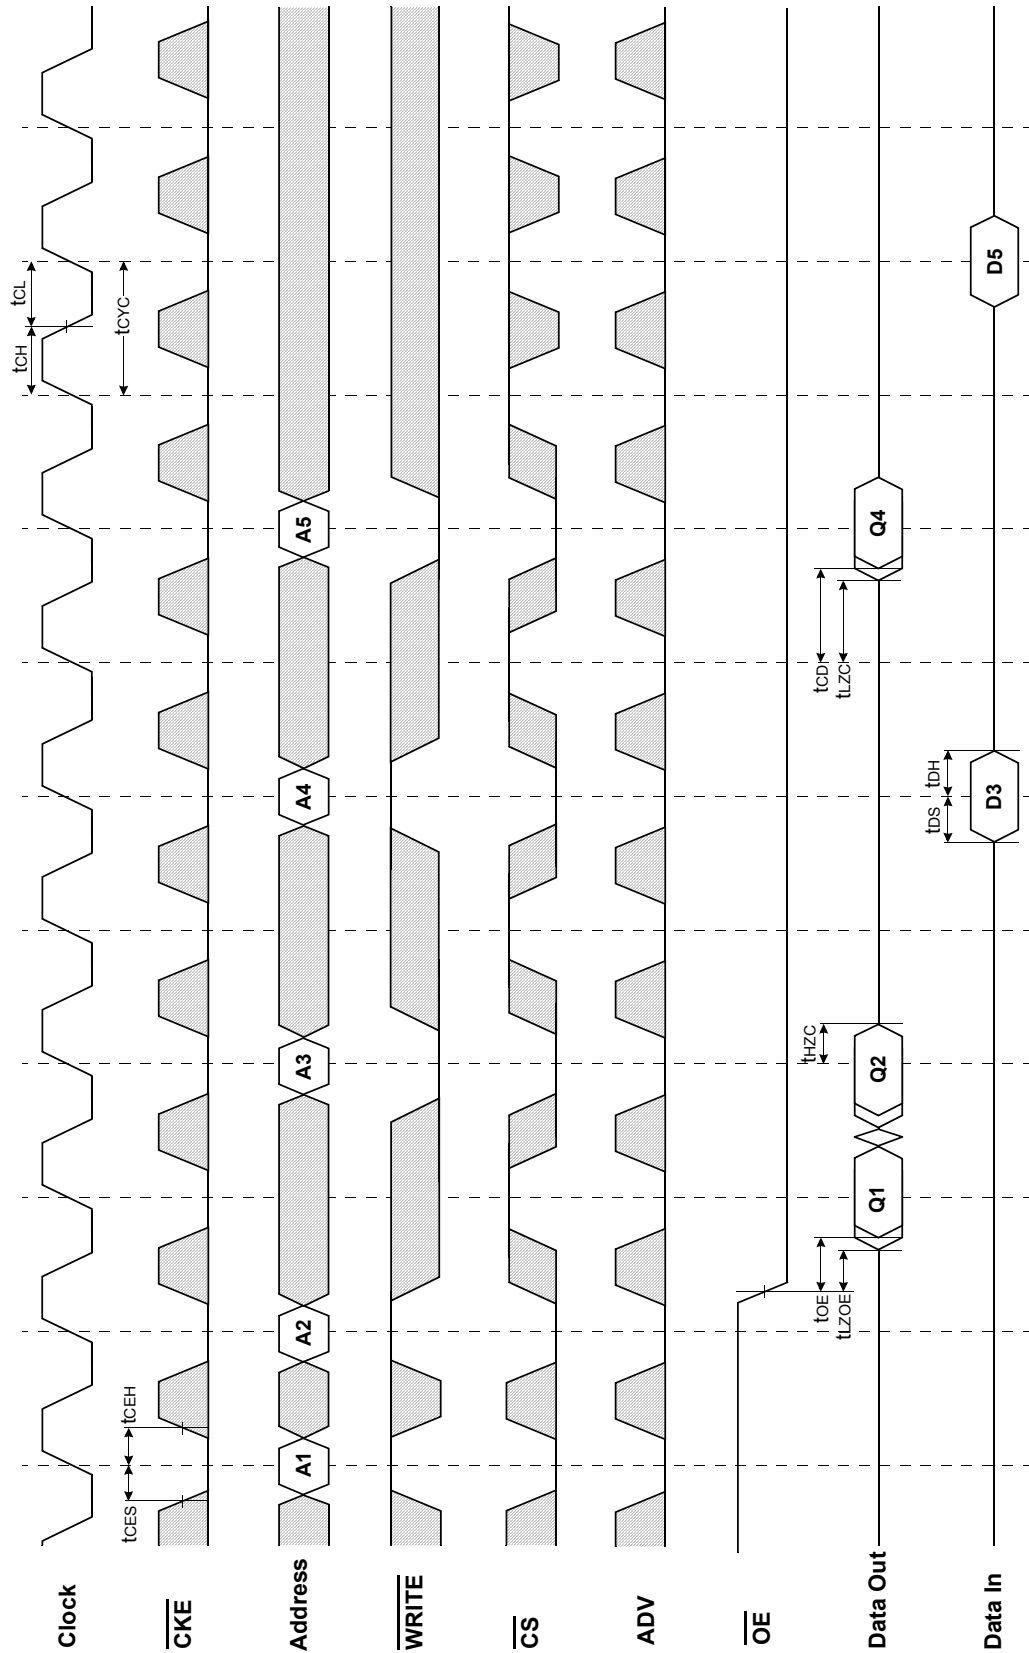 Clock
tCH tCL
tCYC
CKE
tCES tCEH
Address
A1 A2 A3 A4 A5
WRITE
CS
ADV
OE
tOE
tLZOE
tHZC
tCD
tLZC
Data Out
Q1 Q2 Q4
tDS tDH
Data In
D3 D5